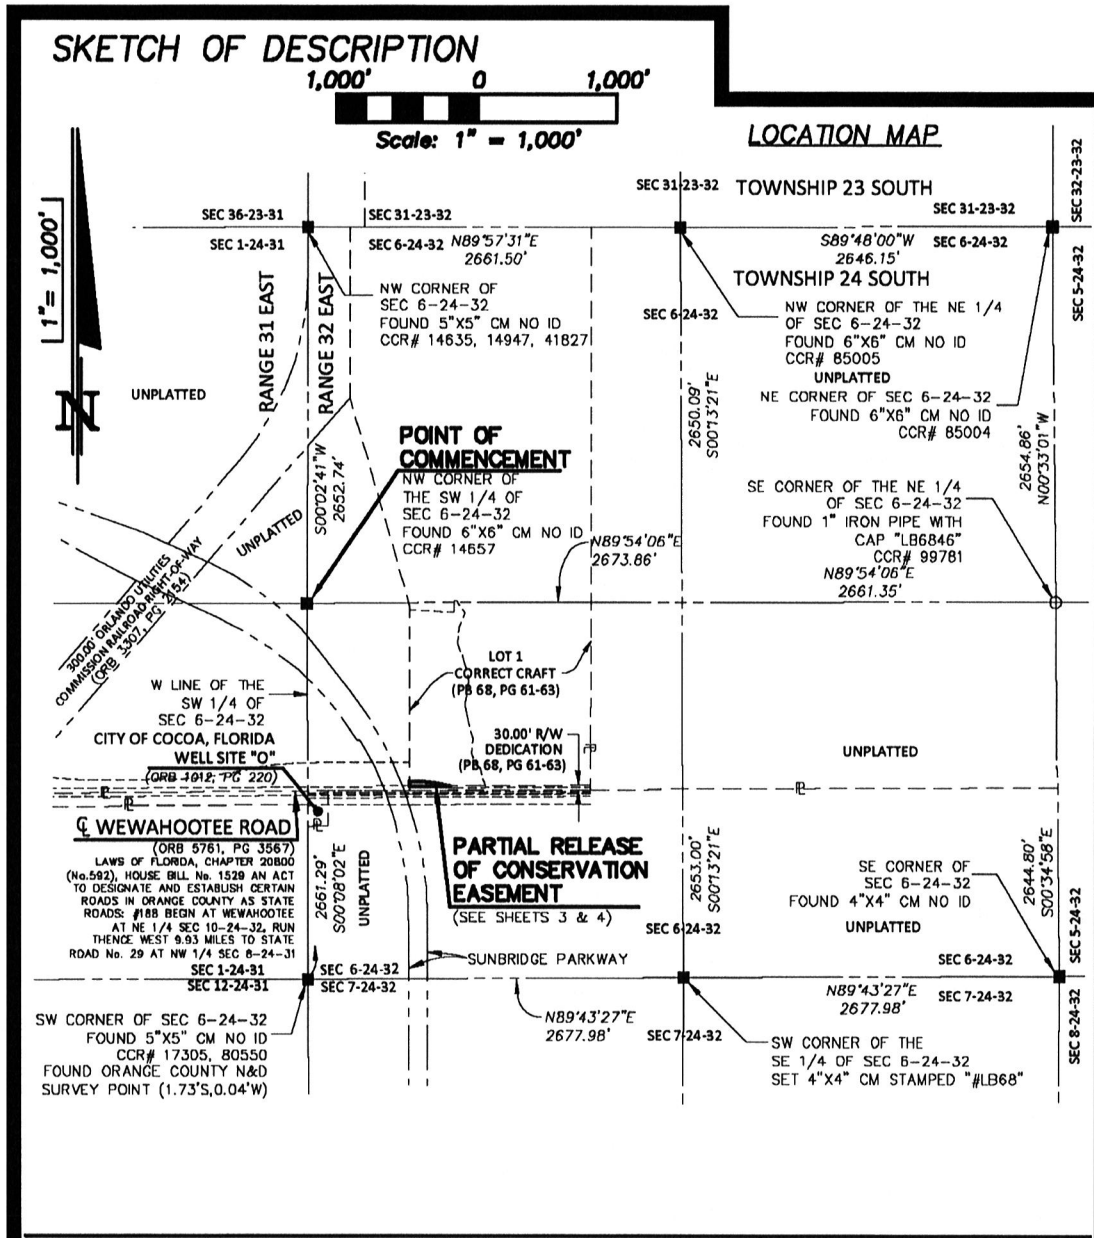 SKETCH OF DESCRIPTION
1,000' 0 1,000'
Scale: 1" = 1,000'
LOCATION MAP
1"= 1,000'
N
SEC 36-23-31
SEC 31-23-32
SEC 31-23-32
TOWNSHIP 23 SOUTH
SEC 31-23-32
SEC 32-23-32
SEC 1-24-31
SEC 6-24-32
N89°57'31"E
2661.50'
S89°48'00"W
2646.15'
SEC 6-24-32
SEC 5-24-32
TOWNSHIP 24 SOUTH
RANGE 31 EAST
RANGE 32 EAST
NW CORNER OF
SEC 6-24-32
FOUND 5"X5" CM NO ID
CCR# 14635, 14947, 41827
SEC 6-24-32
NW CORNER OF THE NE 1/4
OF SEC 6-24-32
FOUND 6"X6" CM NO ID
CCR# 85005
UNPLATTED
UNPLATTED
NE CORNER OF SEC 6-24-32
FOUND 6"X6" CM NO ID
CCR# 85004
2650.09'
S00°13'21"E
2654.86'
N00°33'01"W
POINT OF
COMMENCEMENT
NW CORNER OF
THE SW 1/4 OF
SEC 6-24-32
FOUND 6"X6" CM NO ID
CCR# 14657
S00°02'41"W
2652.74'
UNPLATTED
SE CORNER OF THE NE 1/4
OF SEC 6-24-32
FOUND 1" IRON PIPE WITH
CAP "LB6846"
CCR# 99781
N89°54'06"E
2673.86'
N89°54'06"E
2661.35'
300.00' ORLANDO UTILITIES
COMMISSION RAILROAD RIGHT-OF-WAY
(ORB 3307, PG 2154)
LOT 1
CORRECT CRAFT
(PB 68, PG 61-63)
W LINE OF THE
SW 1/4 OF
SEC 6-24-32
CITY OF COCOA, FLORIDA
WELL SITE "O"
(ORB 1012, PG 220)
30.00' R/W
DEDICATION
(PB 68, PG 61-63)
UNPLATTED
℄ WEWAHOOTEE ROAD
(ORB 5761, PG 3567)
LAWS OF FLORIDA, CHAPTER 20800
(No.592), HOUSE BILL No. 1529 AN ACT
TO DESIGNATE AND ESTABLISH CERTAIN
ROADS IN ORANGE COUNTY AS STATE
ROADS: #188 BEGIN AT WEWAHOOTEE
AT NE 1/4 SEC 10-24-32, RUN
THENCE WEST 9.93 MILES TO STATE
ROAD No. 29 AT NW 1/4 SEC 8-24-31
2661.29'
S00°08'02"E
UNPLATTED
PARTIAL RELEASE
OF CONSERVATION
EASEMENT
(SEE SHEETS 3 & 4)
2653.00'
S00°13'21"E
SE CORNER OF
SEC 6-24-32
FOUND 4"X4" CM NO ID
2644.80'
S00°34'58"E
SEC 6-24-32
UNPLATTED
SUNBRIDGE PARKWAY
SEC 1-24-31
SEC 6-24-32
SEC 6-24-32
SEC 5-24-32
SEC 12-24-31
SEC 7-24-32
N89°43'27"E
2677.98'
N89°43'27"E
2677.98'
SEC 7-24-32
SEC 7-24-32
SEC 8-24-32
SW CORNER OF SEC 6-24-32
FOUND 5"X5" CM NO ID
CCR# 17305, 80550
FOUND ORANGE COUNTY N&D
SURVEY POINT (1.73'S,0.04'W)
SW CORNER OF THE
SE 1/4 OF SEC 6-24-32
SET 4"X4" CM STAMPED "#LB68"